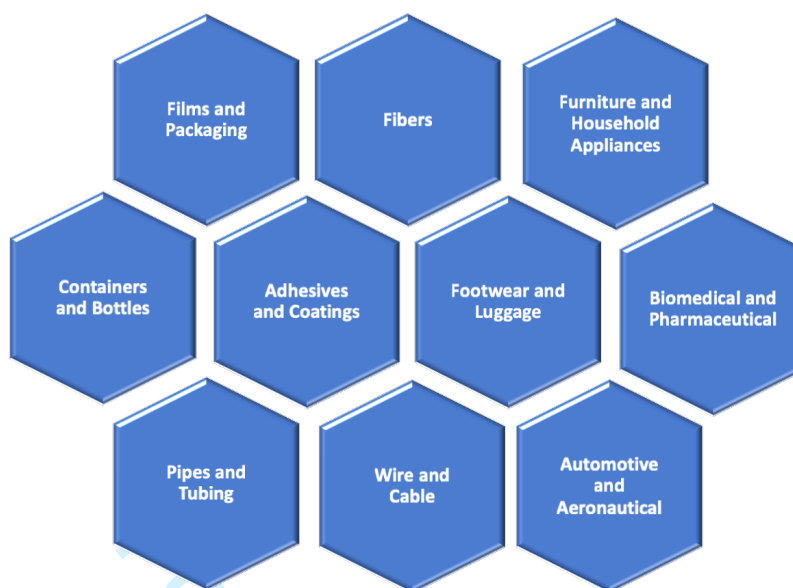 Films and
Packaging
Fibers
Furniture and
Household
Appliances
Containers
and Bottles
Adhesives
and Coatings
Footwear and
Luggage
Biomedical and
Pharmaceutical
Pipes and
Tubing
Wire and
Cable
Automotive
and
Aeronautical